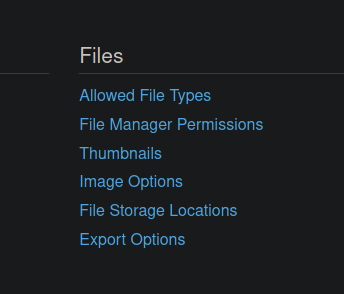 Files
Allowed File Types
File Manager Permissions
Thumbnails
Image Options
File Storage Locations
Export Options